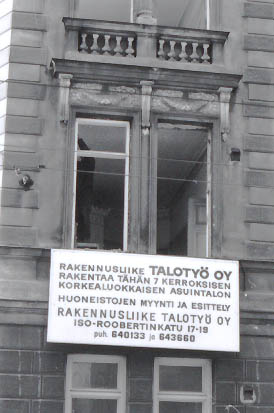 RAKENNUSLIIKE TALOTYÖ OY
RAKENTAA TÄHÄN 7 KERROKSISEN
KORKEALUOKKAISEN ASUINTALON
HUONEISTOJEN MYYNTI JA ESITTELY
RAKENNUSLIIKE TALOTYÖ OY
ISO-ROOBERTINKATU 17-19
puh. 640133 ja 643660